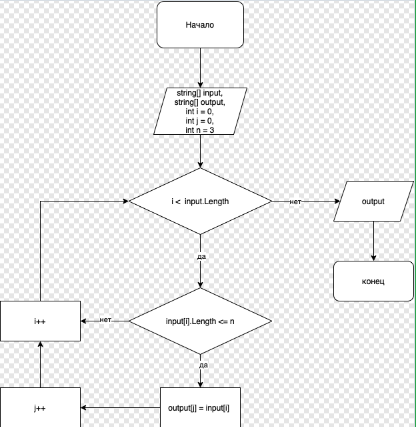 Начало
string[] input,
string[] output,
int i = 0,
int j = 0,
int n = 3
i < input.Length
нет
output
да
конец
i++
нет
input[i].Length <= n
да
j++
output[j] = input[i]